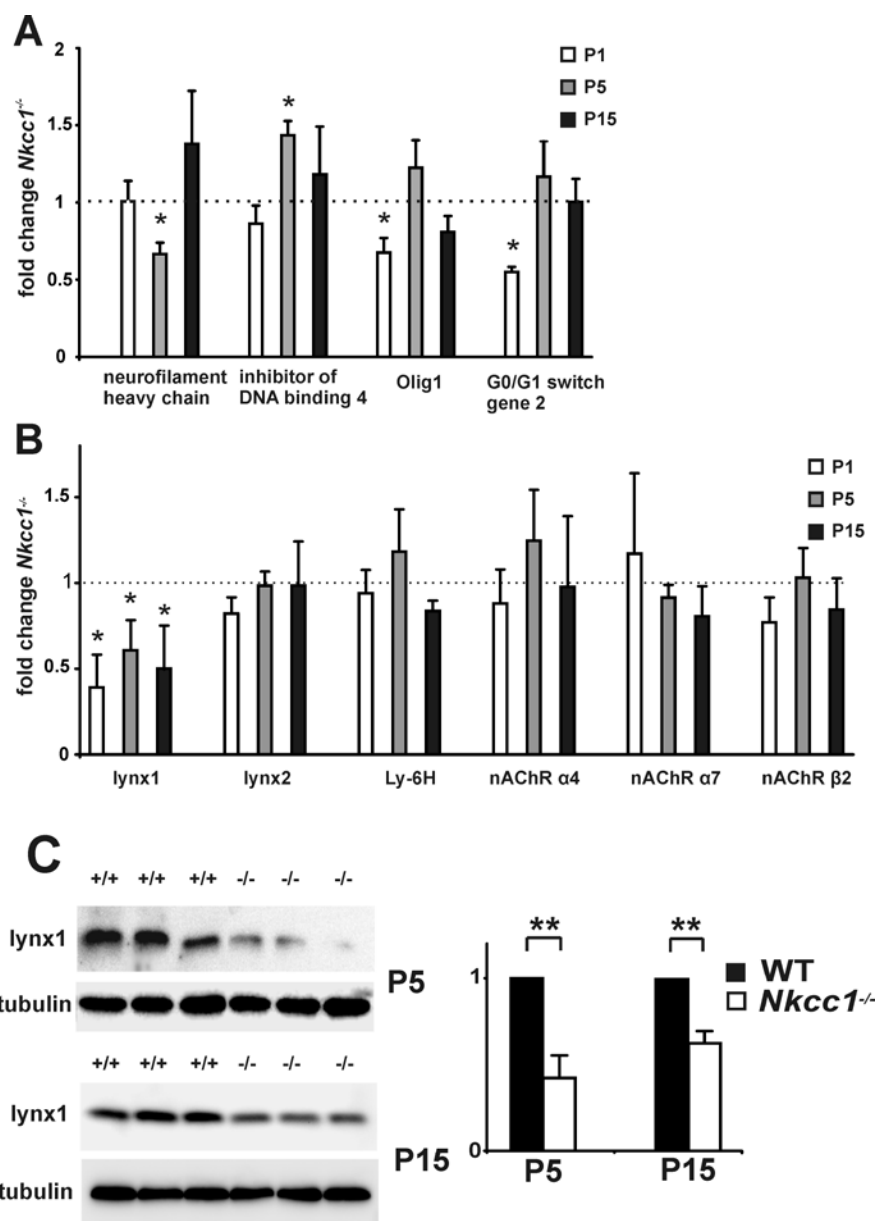 A
2
1.5
1
0.5
0
fold change Nkcc1-/-
*
*
*
*
P1
P5
P15
neurofilament heavy chain
inhibitor of DNA binding 4
Olig1
G0/G1 switch gene 2
B
1.5
1
0.5
0
fold change Nkcc1-/-
* * *
P1
P5
P15
lynx1 lynx2 Ly-6H nAChR α4 nAChR α7 nAChR β2
C
+/+ +/+ +/+ -/- -/- -/-
lynx1
tubulin
P5
+/+ +/+ +/+ -/- -/- -/-
lynx1
tubulin
P15
1
0
** **
WT
Nkcc1-/-
P5 P15